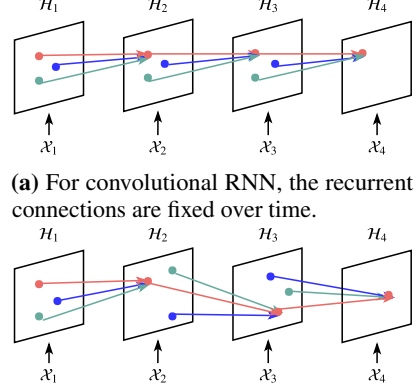 H₁ H₂ H₃ H₄
X₁ X₂ X₃ X₄
(a) For convolutional RNN, the recurrent
connections are fixed over time.
H₁ H₂ H₃ H₄
X₁ X₂ X₃ X₄